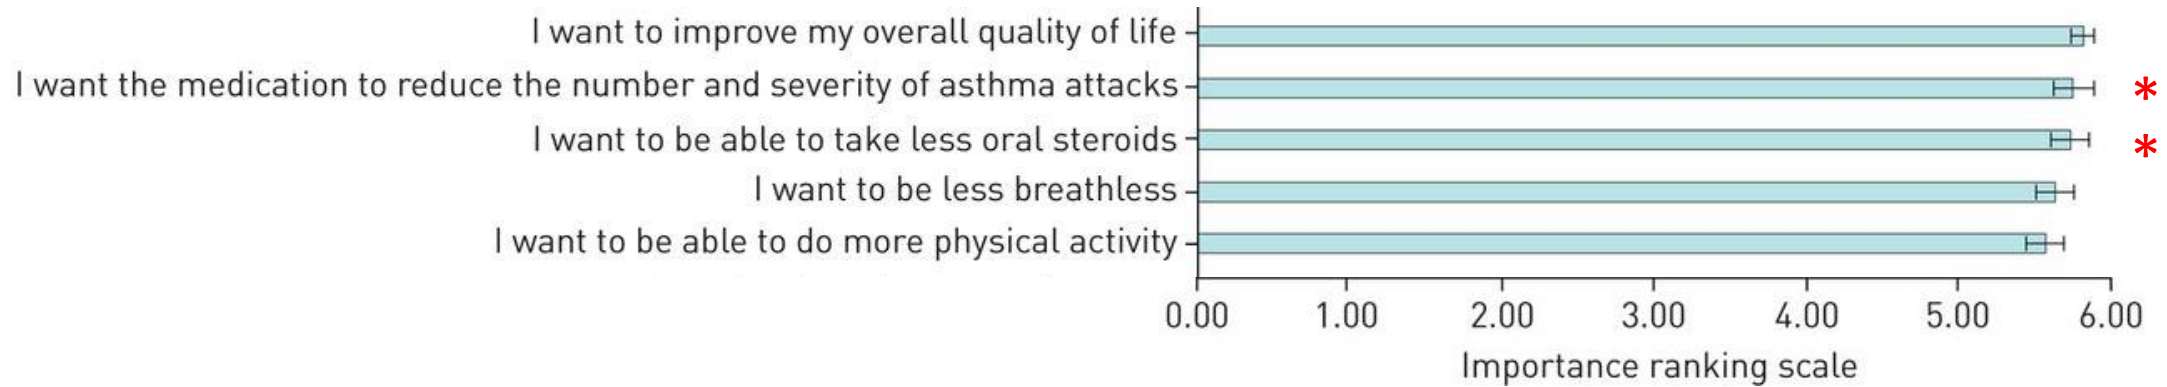 I want to improve my overall quality of life
I want the medication to reduce the number and severity of asthma attacks
*
I want to be able to take less oral steroids
*
I want to be less breathless
I want to be able to do more physical activity
0.00 1.00 2.00 3.00 4.00 5.00 6.00
Importance ranking scale